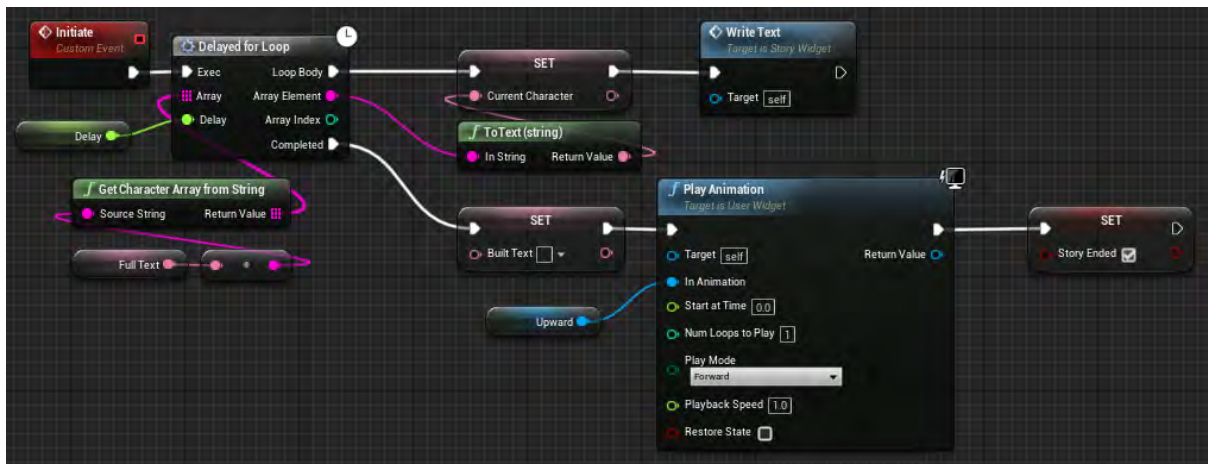 Initiate
Custom Event
Delayed for Loop
Exec
Loop Body
Array
Array Element
Delay
Array Index
Completed
Delay
Get Character Array from String
Source String
Return Value
Full Text
SET
Current Character
ToText (string)
In String
Return Value
Write Text
Target is Story Widget
Target self
SET
Built Text
Upward
Play Animation
Target is User Widget
Target self
Return Value
In Animation
Start at Time 0.0
Num Loops to Play 1
Play Mode
Forward
Playback Speed 1.0
Restore State
SET
Story Ended